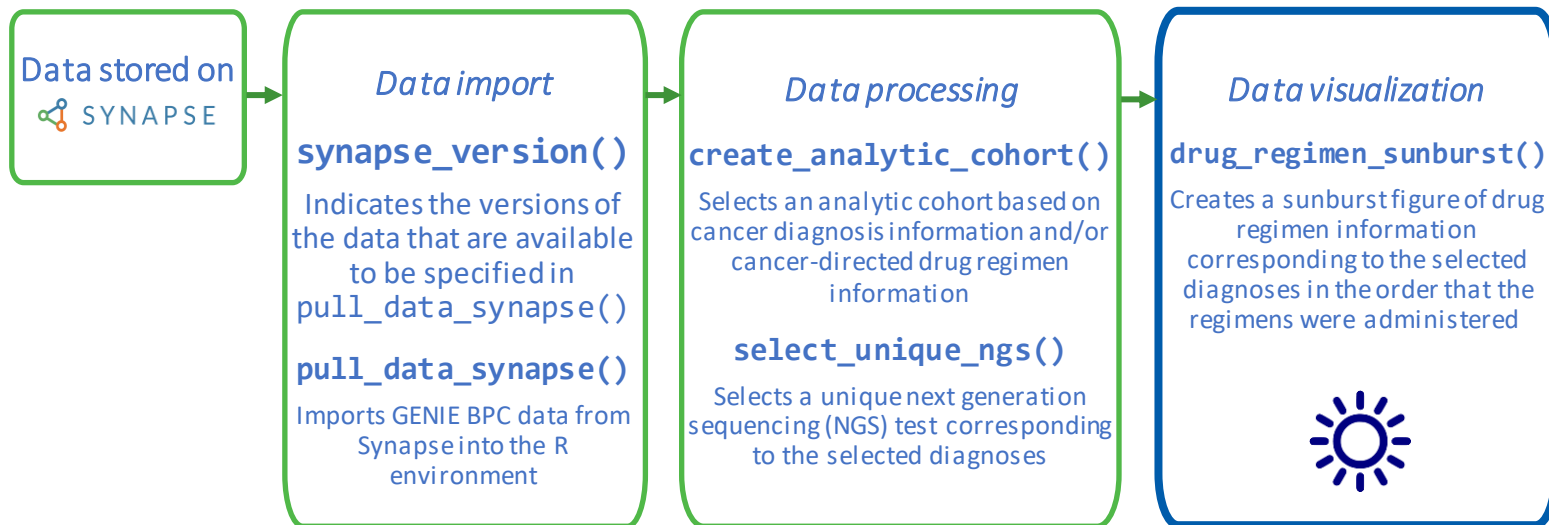 Data stored on
SYNAPSE
Data import
synapse_version()
Indicates the versions of
the data that are available
to be specified in
pull_data_synapse()
pull_data_synapse()
Imports GENIE BPC data from
Synapse into the R
environment
Data processing
create_analytic_cohort()
Selects an analytic cohort based on
cancer diagnosis information and/or
cancer-directed drug regimen
information
select_unique_ngs()
Selects a unique next generation
sequencing (NGS) test corresponding
to the selected diagnoses
Data visualization
drug_regimen_sunburst()
Creates a sunburst figure of drug
regimen information
corresponding to the selected
diagnoses in the order that the
regimens were administered